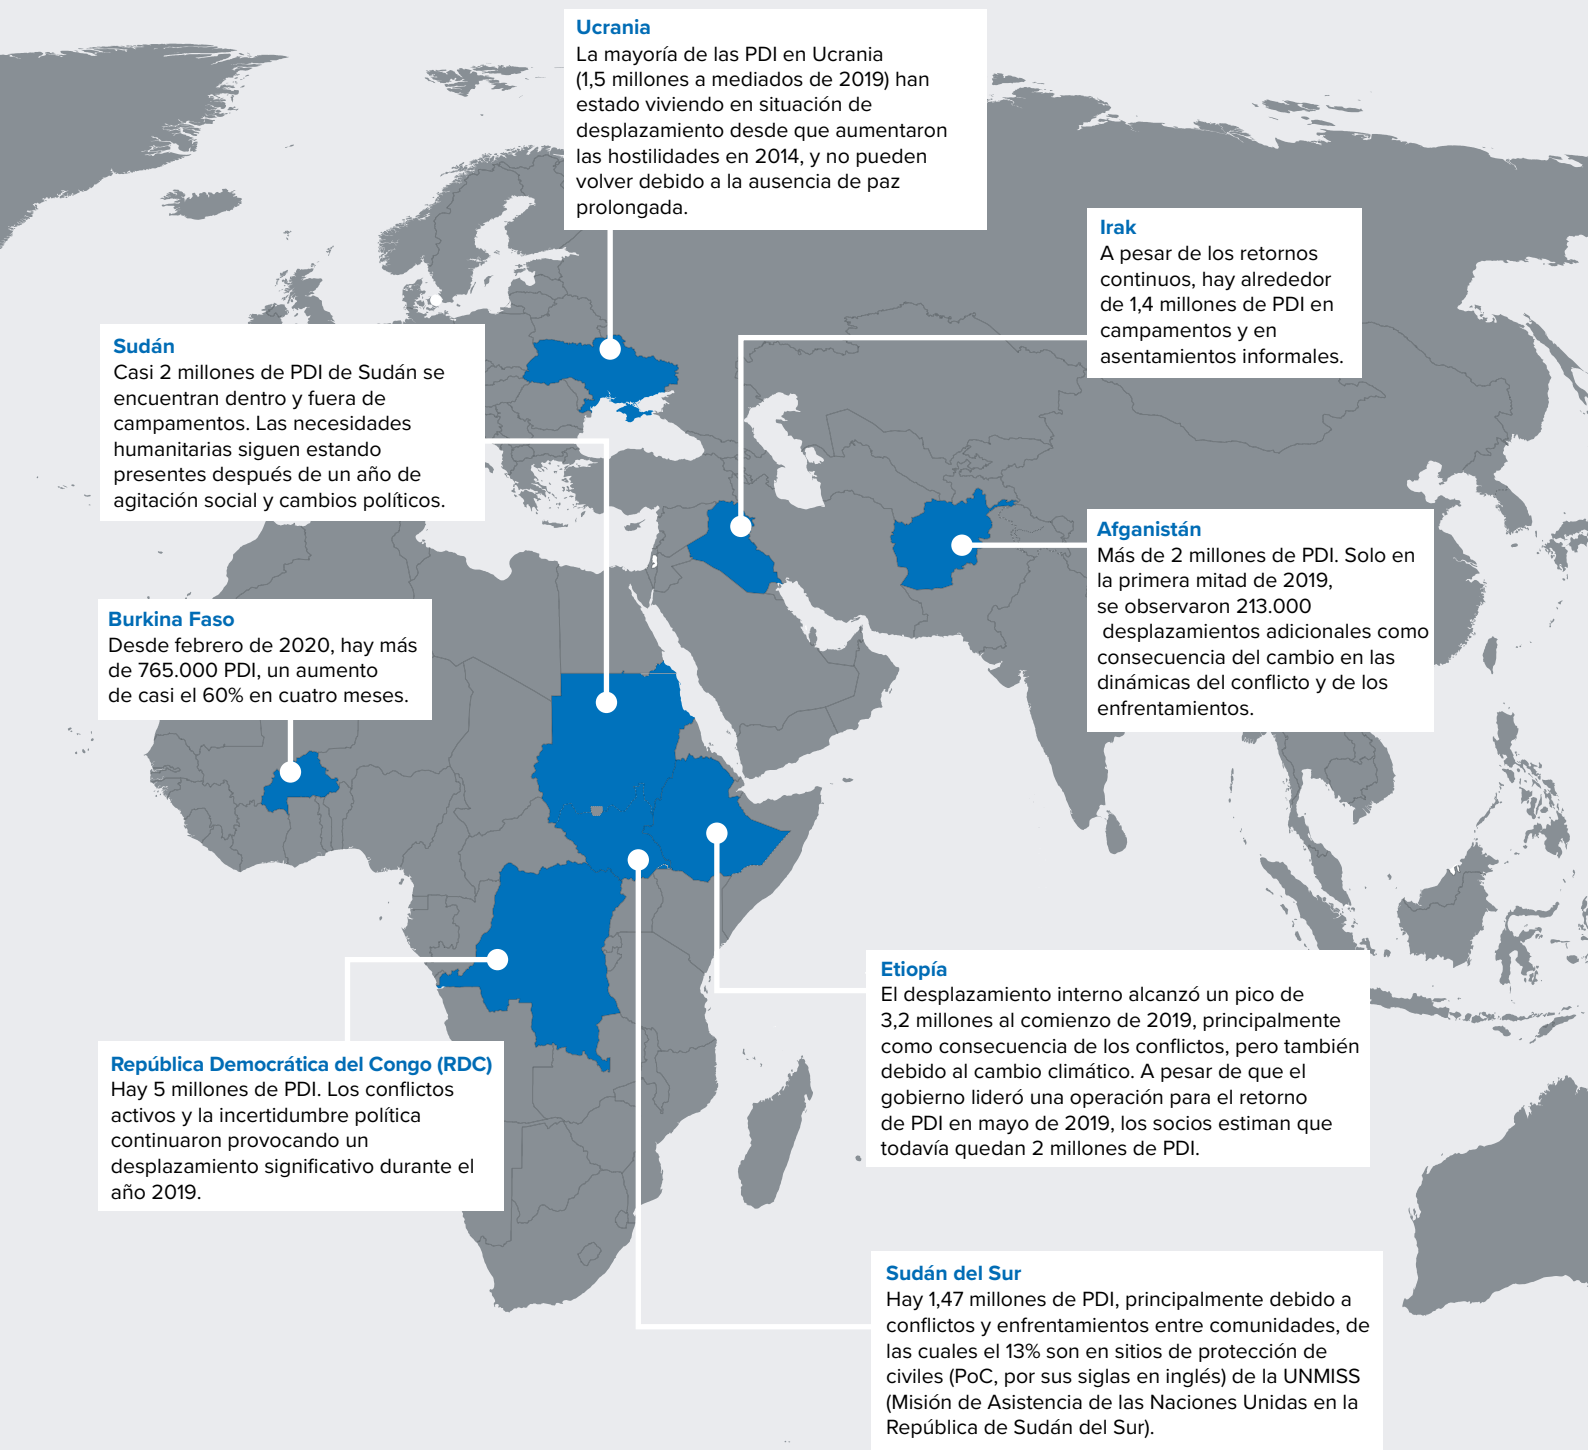 Ucrania
La mayoría de las PDI en Ucrania
(1,5 millones a mediados de 2019) han
estado viviendo en situación de
desplazamiento desde que aumentaron
las hostilidades en 2014, y no pueden
volver debido a la ausencia de paz
prolongada.
Irak
A pesar de los retornos
continuos, hay alrededor
de 1,4 millones de PDI en
campamentos y en
asentamientos informales.
Sudán
Casi 2 millones de PDI de Sudán se
encuentran dentro y fuera de
campamentos. Las necesidades
humanitarias siguen estando
presentes después de un año de
agitación social y cambios políticos.
Afganistán
Más de 2 millones de PDI. Solo en
la primera mitad de 2019,
se observaron 213.000
desplazamientos adicionales como
consecuencia del cambio en las
dinámicas del conflicto y de los
enfrentamientos.
Burkina Faso
Desde febrero de 2020, hay más
de 765.000 PDI, un aumento
de casi el 60% en cuatro meses.
Etiopía
El desplazamiento interno alcanzó un pico de
3,2 millones al comienzo de 2019, principalmente
como consecuencia de los conflictos, pero también
debido al cambio climático. A pesar de que el
gobierno lideró una operación para el retorno
de PDI en mayo de 2019, los socios estiman que
todavía quedan 2 millones de PDI.
República Democrática del Congo (RDC)
Hay 5 millones de PDI. Los conflictos
activos y la incertidumbre política
continuaron provocando un
desplazamiento significativo durante el
año 2019.
Sudán del Sur
Hay 1,47 millones de PDI, principalmente debido a
conflictos y enfrentamientos entre comunidades, de
las cuales el 13% son en sitios de protección de
civiles (PoC, por sus siglas en inglés) de la UNMISS
(Misión de Asistencia de las Naciones Unidas en la
República de Sudán del Sur).